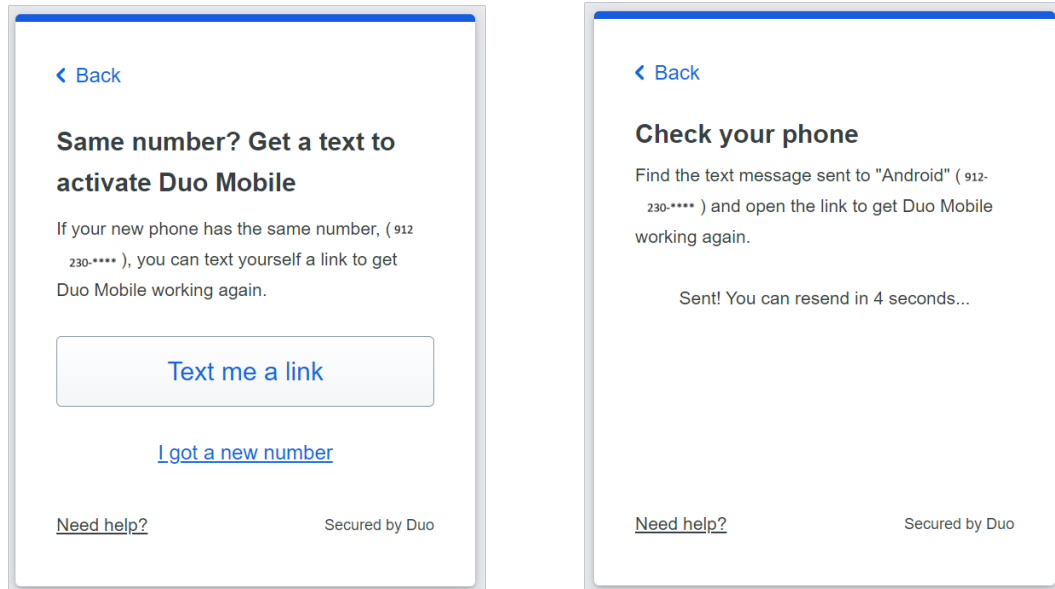 Back
Same number? Get a text to
activate Duo Mobile
If your new phone has the same number, ( 912
230-**** ), you can text yourself a link to get
Duo Mobile working again.
Text me a link
I got a new number
Need help?
Secured by Duo
Back
Check your phone
Find the text message sent to "Android" ( 912-
230-**** ) and open the link to get Duo Mobile
working again.
Sent! You can resend in 4 seconds...
Need help?
Secured by Duo